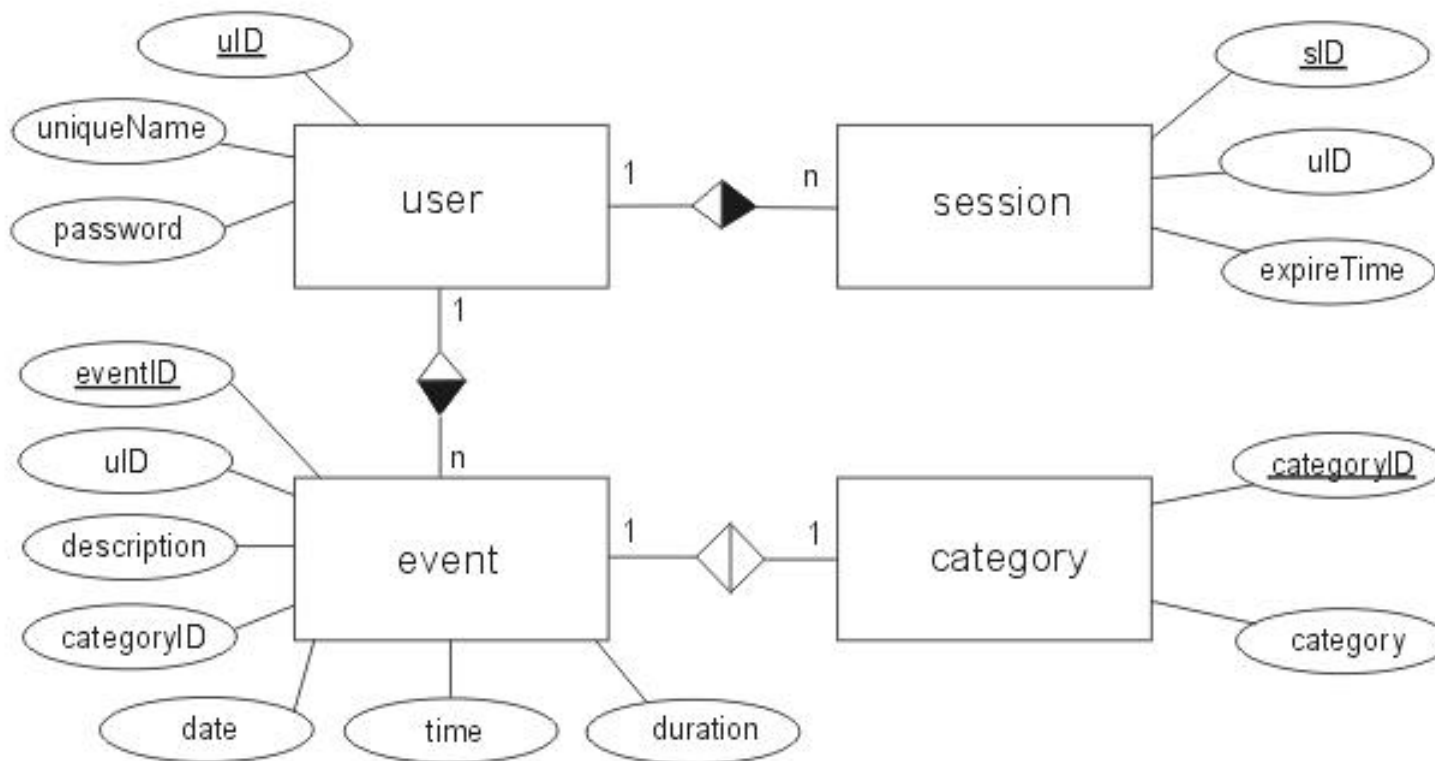 uID
uniqueName
password
user
1
n
session
sID
uID
expireTime
1
n
eventID
uID
description
categoryID
date
time
duration
event
1
1
category
categoryID
category